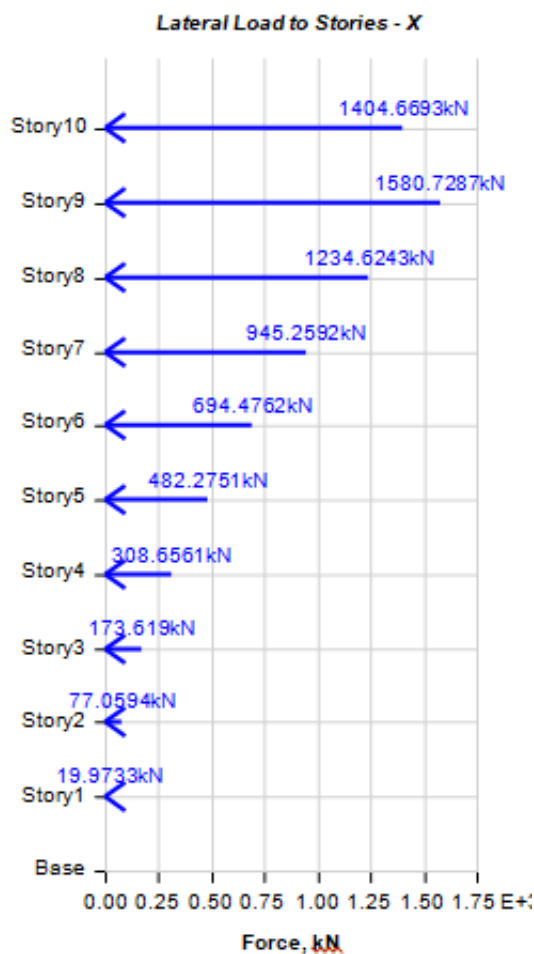 Lateral Load to Stories - X
1404.6693kN
Story10
1580.7287kN
Story9
1234.6243kN
Story8
945.2592kN
Story7
694.4762kN
Story6
482.2751kN
Story5
308.6561kN
Story4
173.619kN
Story3
77.0594kN
Story2
19.9733kN
Story1
Base
0.00 0.25 0.50 0.75 1.00 1.25 1.50 1.75 E+3
Force, kN